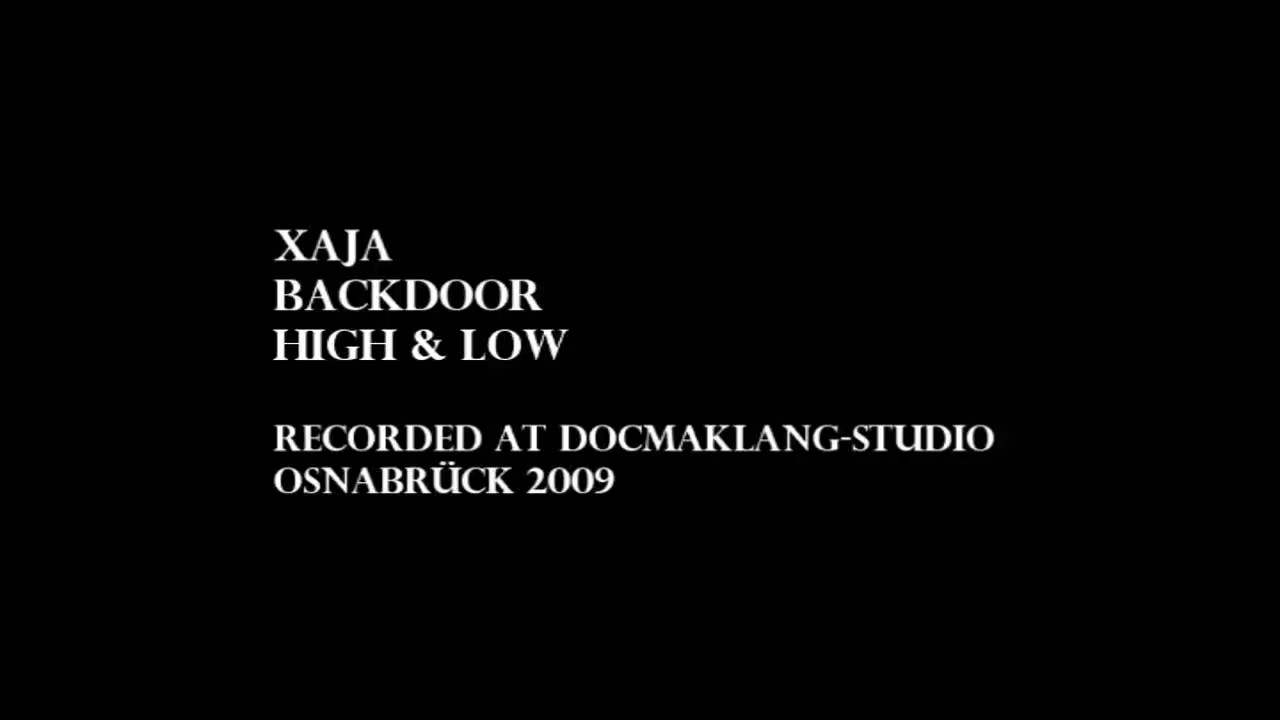 XAJA
BACKDOOR
HIGH & LOW
RECORDED AT DOCMAKLANG-STUDIO
OSNABRÜCK 2009